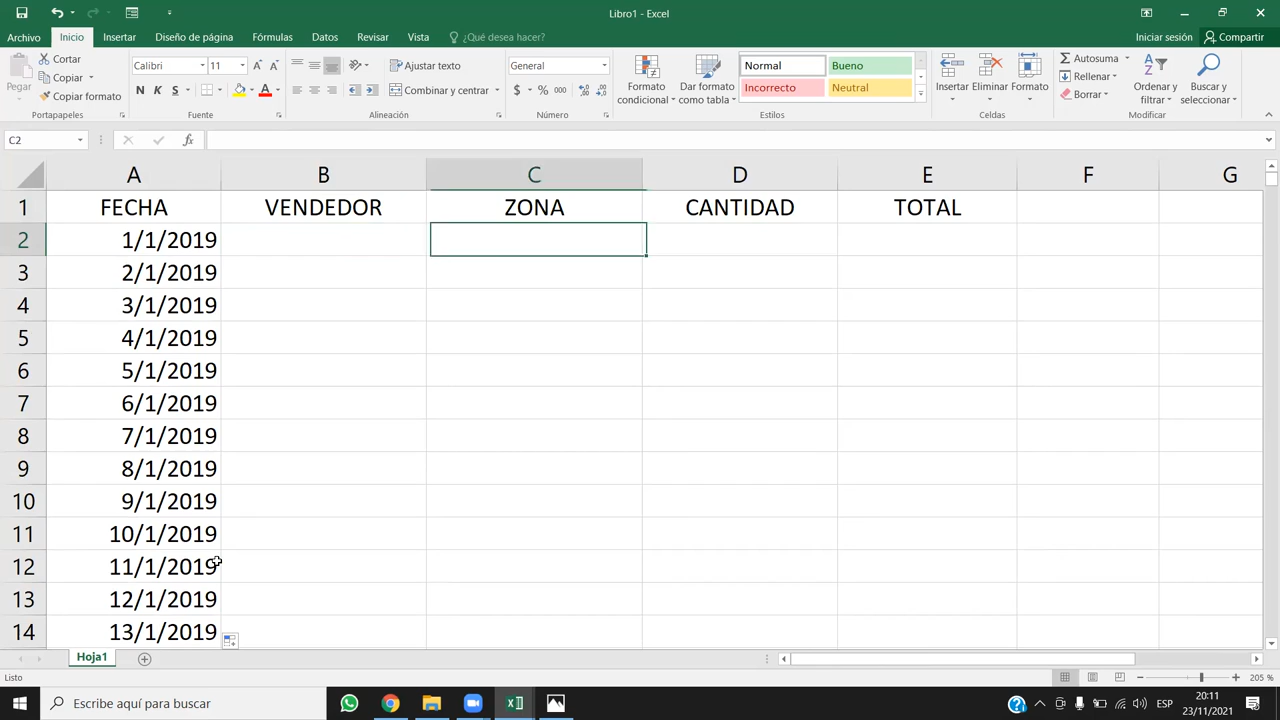 Libro1 - Excel
Archivo Inicio Insertar Diseño de página Fórmulas Datos Revisar Vista ¿Qué desea hacer? Iniciar sesión Compartir
Pegar
Cortar
Copiar
Copiar formato
Portapapeles
Calibri 11
N K S
Fuente
Ajustar texto
Combinar y centrar
Alineación
General
$ % 000
Número
Formato condicional
Dar formato como tabla
Normal Bueno
Incorrecto Neutral
Estilos
Insertar Eliminar Formato
Celdas
Autosuma
Rellenar
Borrar
Ordenar y filtrar
Buscar y seleccionar
Modificar
C2 fx
A B C D E F G
1 FECHA VENDEDOR ZONA CANTIDAD TOTAL
2 1/1/2019
3 2/1/2019
4 3/1/2019
5 4/1/2019
6 5/1/2019
7 6/1/2019
8 7/1/2019
9 8/1/2019
10 9/1/2019
11 10/1/2019
12 11/1/2019
13 12/1/2019
14 13/1/2019
Hoja1
Listo 205 %
Escribe aquí para buscar ESP 20:11
23/11/2021